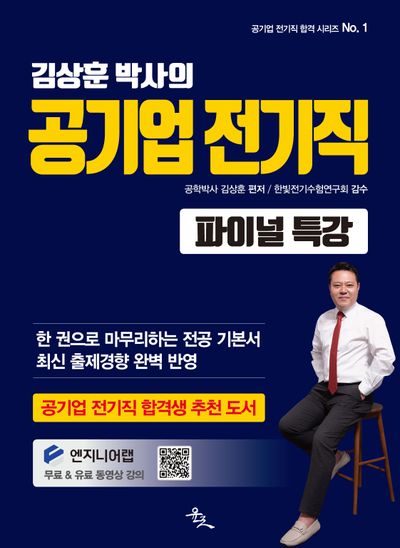 공기업 전기직 합격 시리즈 No. 1
김상훈 박사의
공기업 전기직
공학박사 김상훈 편저 / 한빛전기수험연구회 감수
파이널 특강
한 권으로 마무리하는 전공 기본서
최신 출제경향 완벽 반영
공기업 전기직 합격생 추천 도서
엔지니어랩
무료 & 유료 동영상 강의
윤조